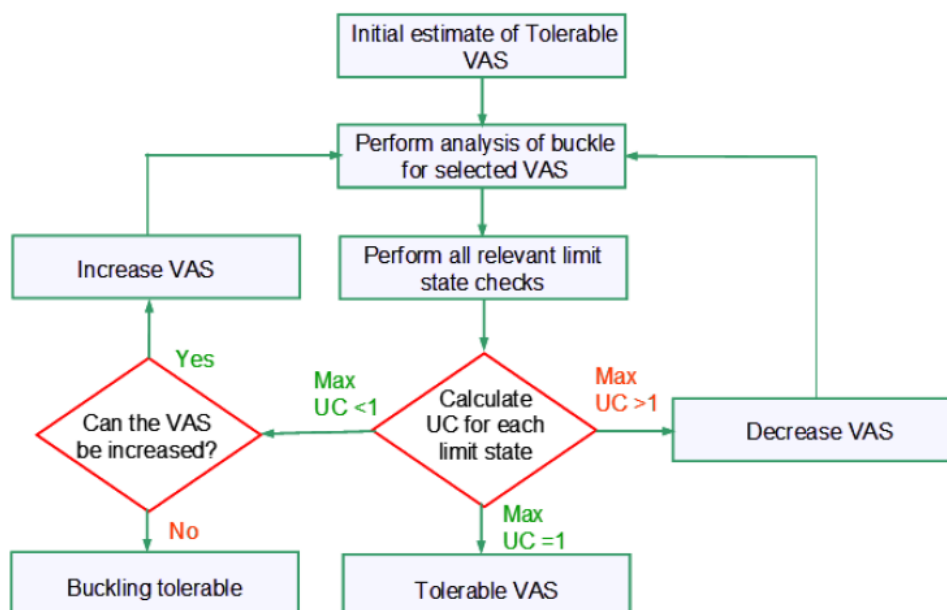 Initial estimate of Tolerable
VAS
Perform analysis of buckle
for selected VAS
Increase VAS
Perform all relevant limit
state checks
Yes
Max
UC <1
Max
UC >1
Can the VAS
be increased?
Calculate
UC for each
limit state
Decrease VAS
No
Max
UC =1
Buckling tolerable
Tolerable VAS